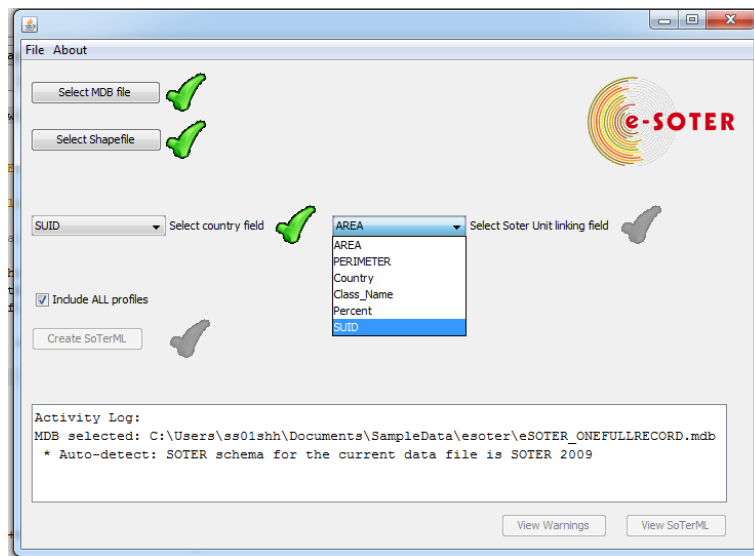 File About
Select MDB file
e-SOTER
Select Shapefile
SUID Select country field AREA Select Soter Unit linking field
AREA
PERIMETER
Country
Class_Name
Percent
SUID
Include ALL profiles
Create SoTerML
Activity Log:
MDB selected: C:\Users\ss01shh\Documents\SampleData\esoter\eSOTER_ONEFULLRECORD.mdb
* Auto-detect: SOTER schema for the current data file is SOTER 2009
View Warnings View SoTerML